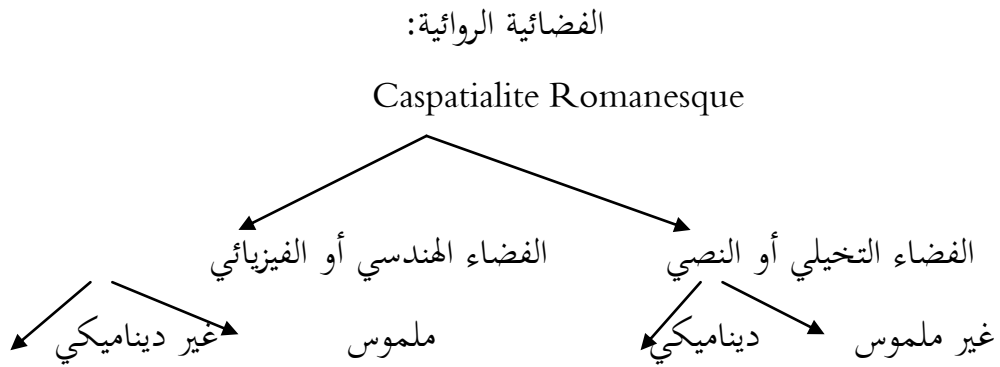 الفضائية الروائية:
Caspatialite Romanesque
الفضاء التخيلي أو النصي الفضاء الهندسي أو الفيزيائي
غير ملموس ديناميكي ملموس غير ديناميكي